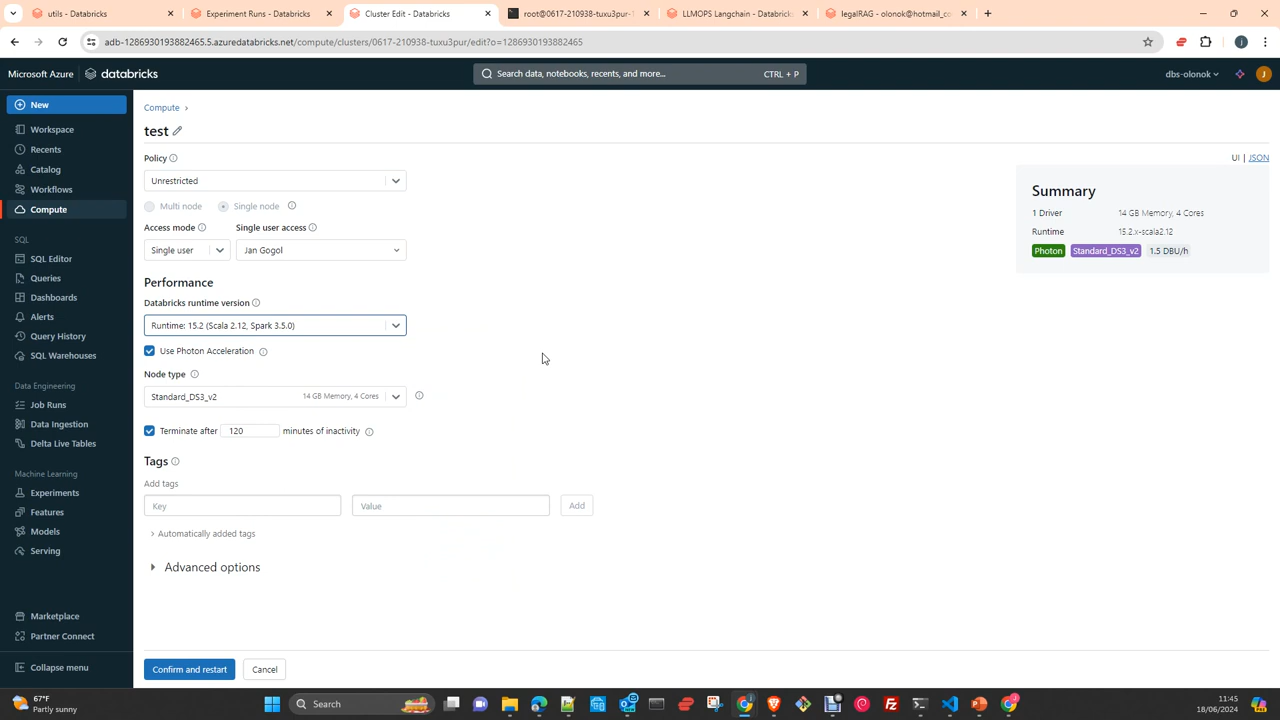 utils - Databricks
Experiment Runs - Databricks
Cluster Edit - Databricks
root@0617-210938-tuxu3pur-1
LLMOPS Langchain - Databricks
legalRAG - olonok@hotmail_co
adb-1286930193882465.5.azuredatabricks.net/compute/clusters/0617-210938-tuxu3pur/edit?o=1286930193882465
Microsoft Azure
databricks
Search data, notebooks, recents, and more...
CTRL + P
dbs-olonok
J
New
Workspace
Recents
Catalog
Workflows
Compute
SQL
SQL Editor
Queries
Dashboards
Alerts
Query History
SQL Warehouses
Data Engineering
Job Runs
Data Ingestion
Delta Live Tables
Machine Learning
Experiments
Features
Models
Serving
Marketplace
Partner Connect
Collapse menu
Compute
test
UI | JSON
Policy
Unrestricted
Multi node
Single node
Access mode
Single user access
Single user
Jan Gogol
Performance
Databricks runtime version
Runtime: 15.2 (Scala 2.12, Spark 3.5.0)
Use Photon Acceleration
Node type
Standard_DS3_v2
14 GB Memory, 4 Cores
Terminate after 120 minutes of inactivity
Tags
Add tags
Key
Value
Add
Automatically added tags
Advanced options
Confirm and restart
Cancel
Summary
1 Driver
14 GB Memory, 4 Cores
Runtime
15.2.x-scala2.12
Photon
Standard_DS3_v2
1.5 DBU/h
67°F
Partly sunny
Search
11:45
18/06/2024